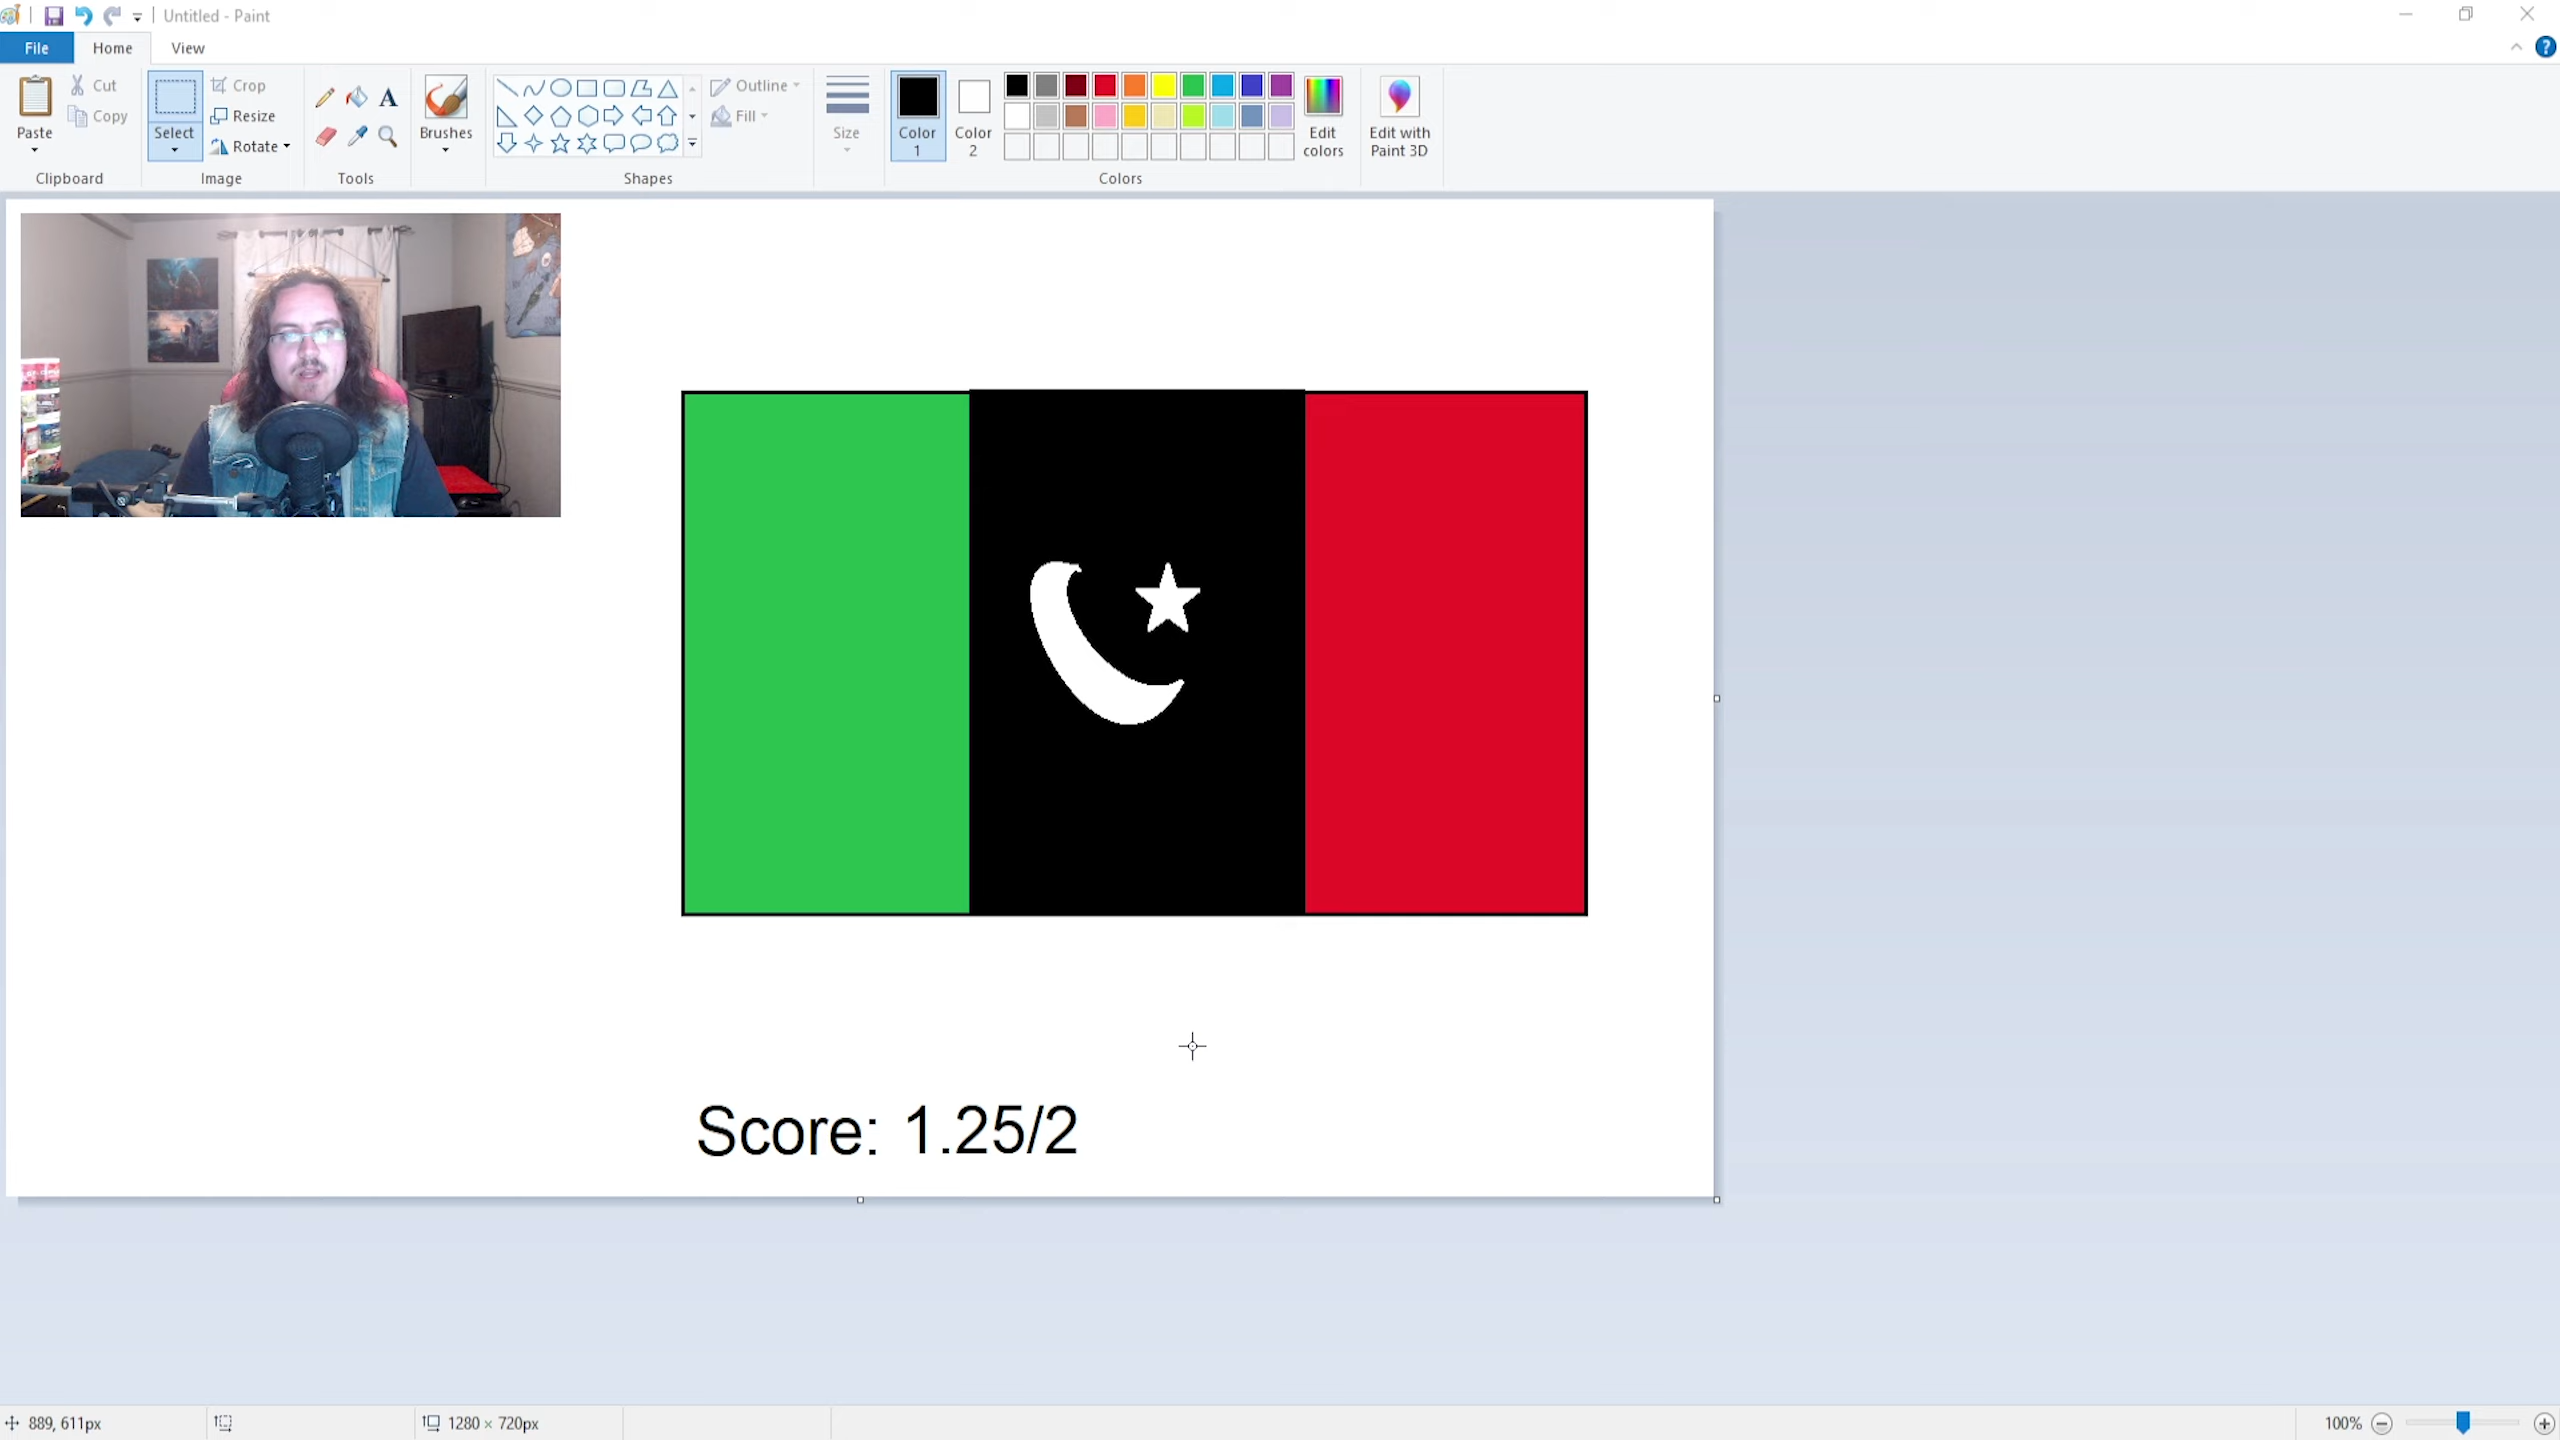 Untitled - Paint
File Home View
Paste
Cut
Copy
Clipboard
Select
Crop
Resize
Rotate
Image
Tools
Brushes
Shapes
Outline
Fill
Size
Color 1
Color 2
Colors
Edit colors
Edit with Paint 3D
Score: 1.25/2
889, 611px
1280 × 720px
100%